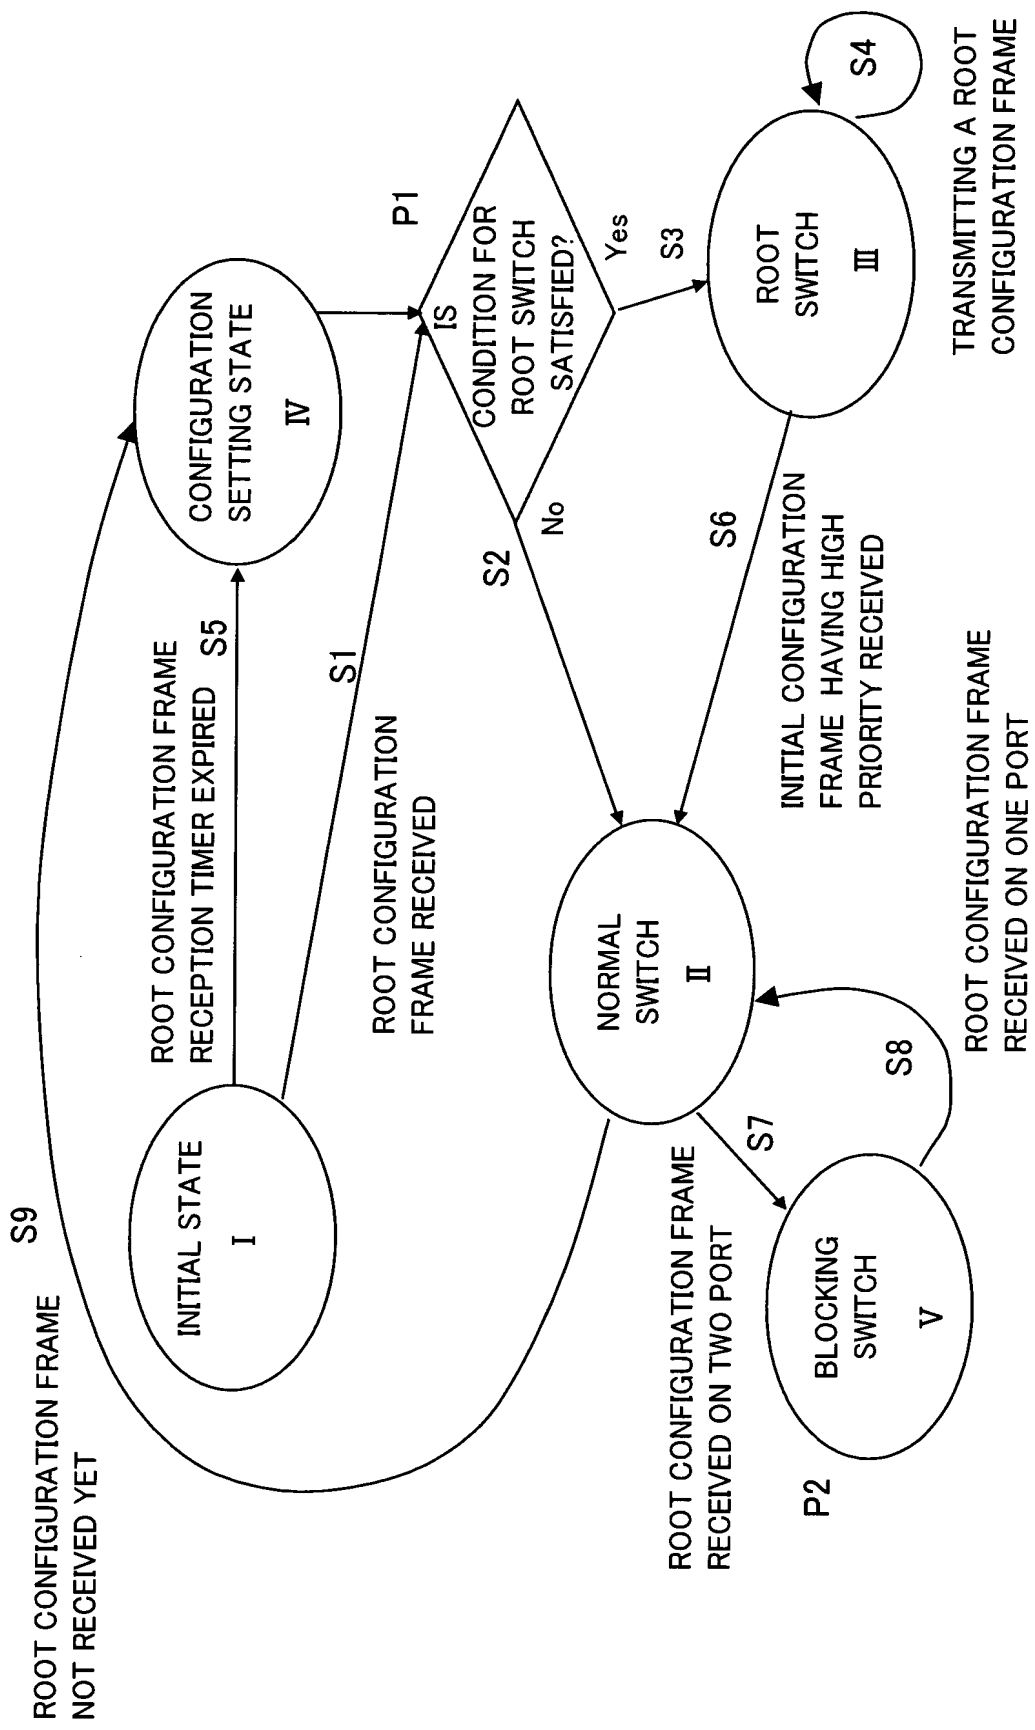 S9
ROOT CONFIGURATION FRAME
NOT RECEIVED YET
ROOT CONFIGURATION FRAME
RECEPTION TIMER EXPIRED
S5
INITIAL STATE
I
CONFIGURATION
SETTING STATE
IV
S1
ROOT CONFIGURATION
FRAME RECEIVED
P1
IS
CONDITION FOR
ROOT SWITCH
SATISFIED?
S2
No
Yes
S3
NORMAL
SWITCH
II
ROOT
SWITCH
III
S4
TRANSMITTING A ROOT
CONFIGURATION FRAME
S6
INITIAL CONFIGURATION
FRAME HAVING HIGH
PRIORITY RECEIVED
ROOT CONFIGURATION FRAME
RECEIVED ON TWO PORT
S7
P2
BLOCKING
SWITCH
V
S8
ROOT CONFIGURATION FRAME
RECEIVED ON ONE PORT